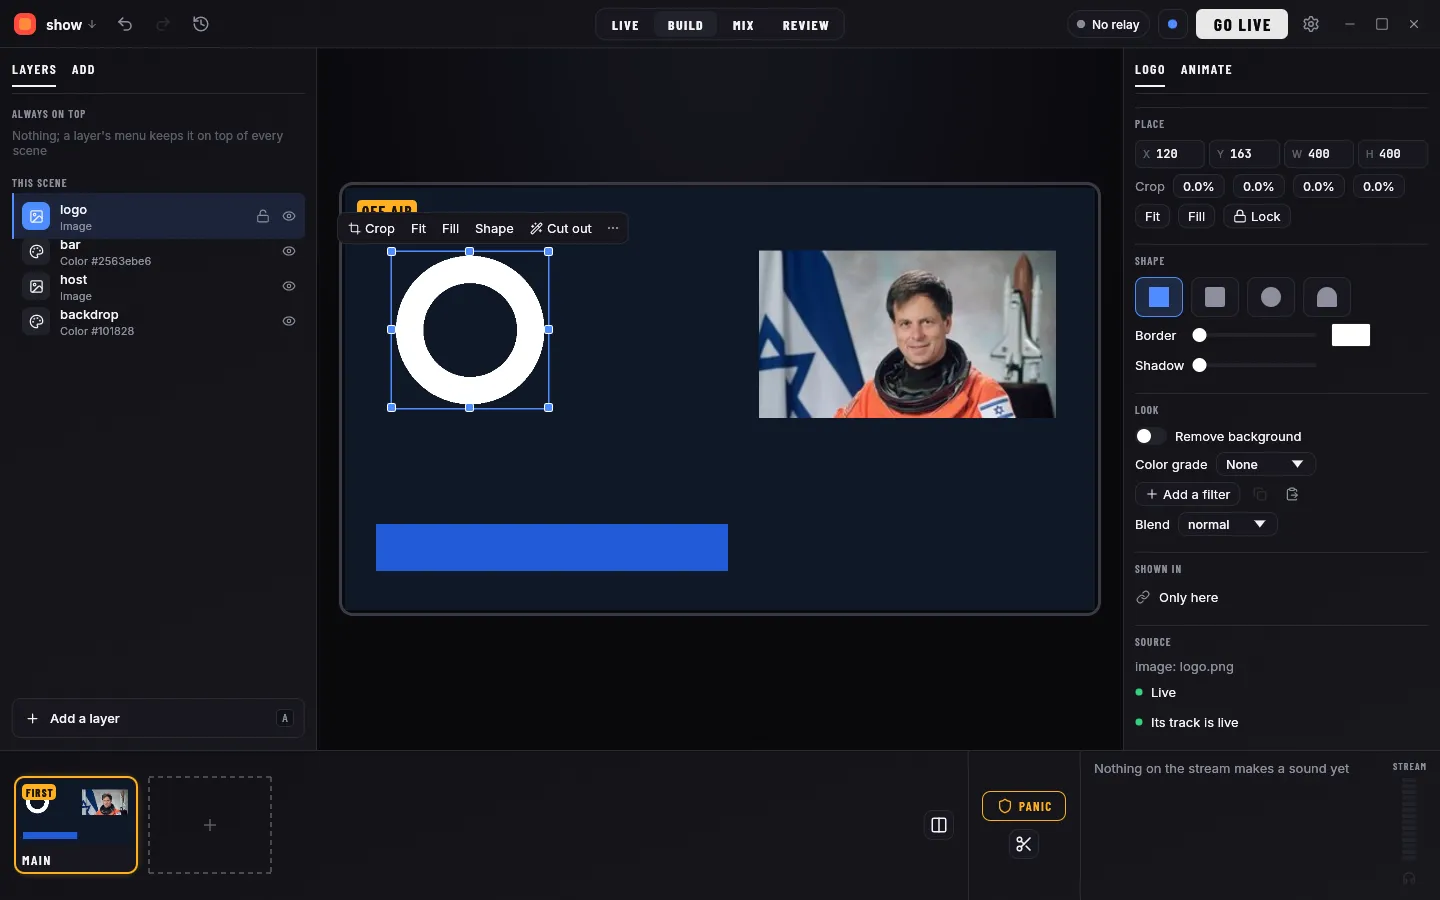 show
LIVE
BUILD
MIX
REVIEW
No relay
GO LIVE
LAYERS
ADD
ALWAYS ON TOP
Nothing; a layer's menu keeps it on top of every
scene
THIS SCENE
logo
Image
bar
Color #2563ebe6
host
Image
backdrop
Color #101828
Add a layer
A
OFF AIR
Crop
Fit
Fill
Shape
Cut out
LOGO
ANIMATE
PLACE
X 120
Y 163
W 400
H 400
Crop
0.0%
0.0%
0.0%
0.0%
Fit
Fill
Lock
SHAPE
Border
Shadow
LOOK
Remove background
Color grade
None
Add a filter
Blend
normal
SHOWN IN
Only here
SOURCE
image: logo.png
Live
Its track is live
FIRST
MAIN
PANIC
Nothing on the stream makes a sound yet
STREAM